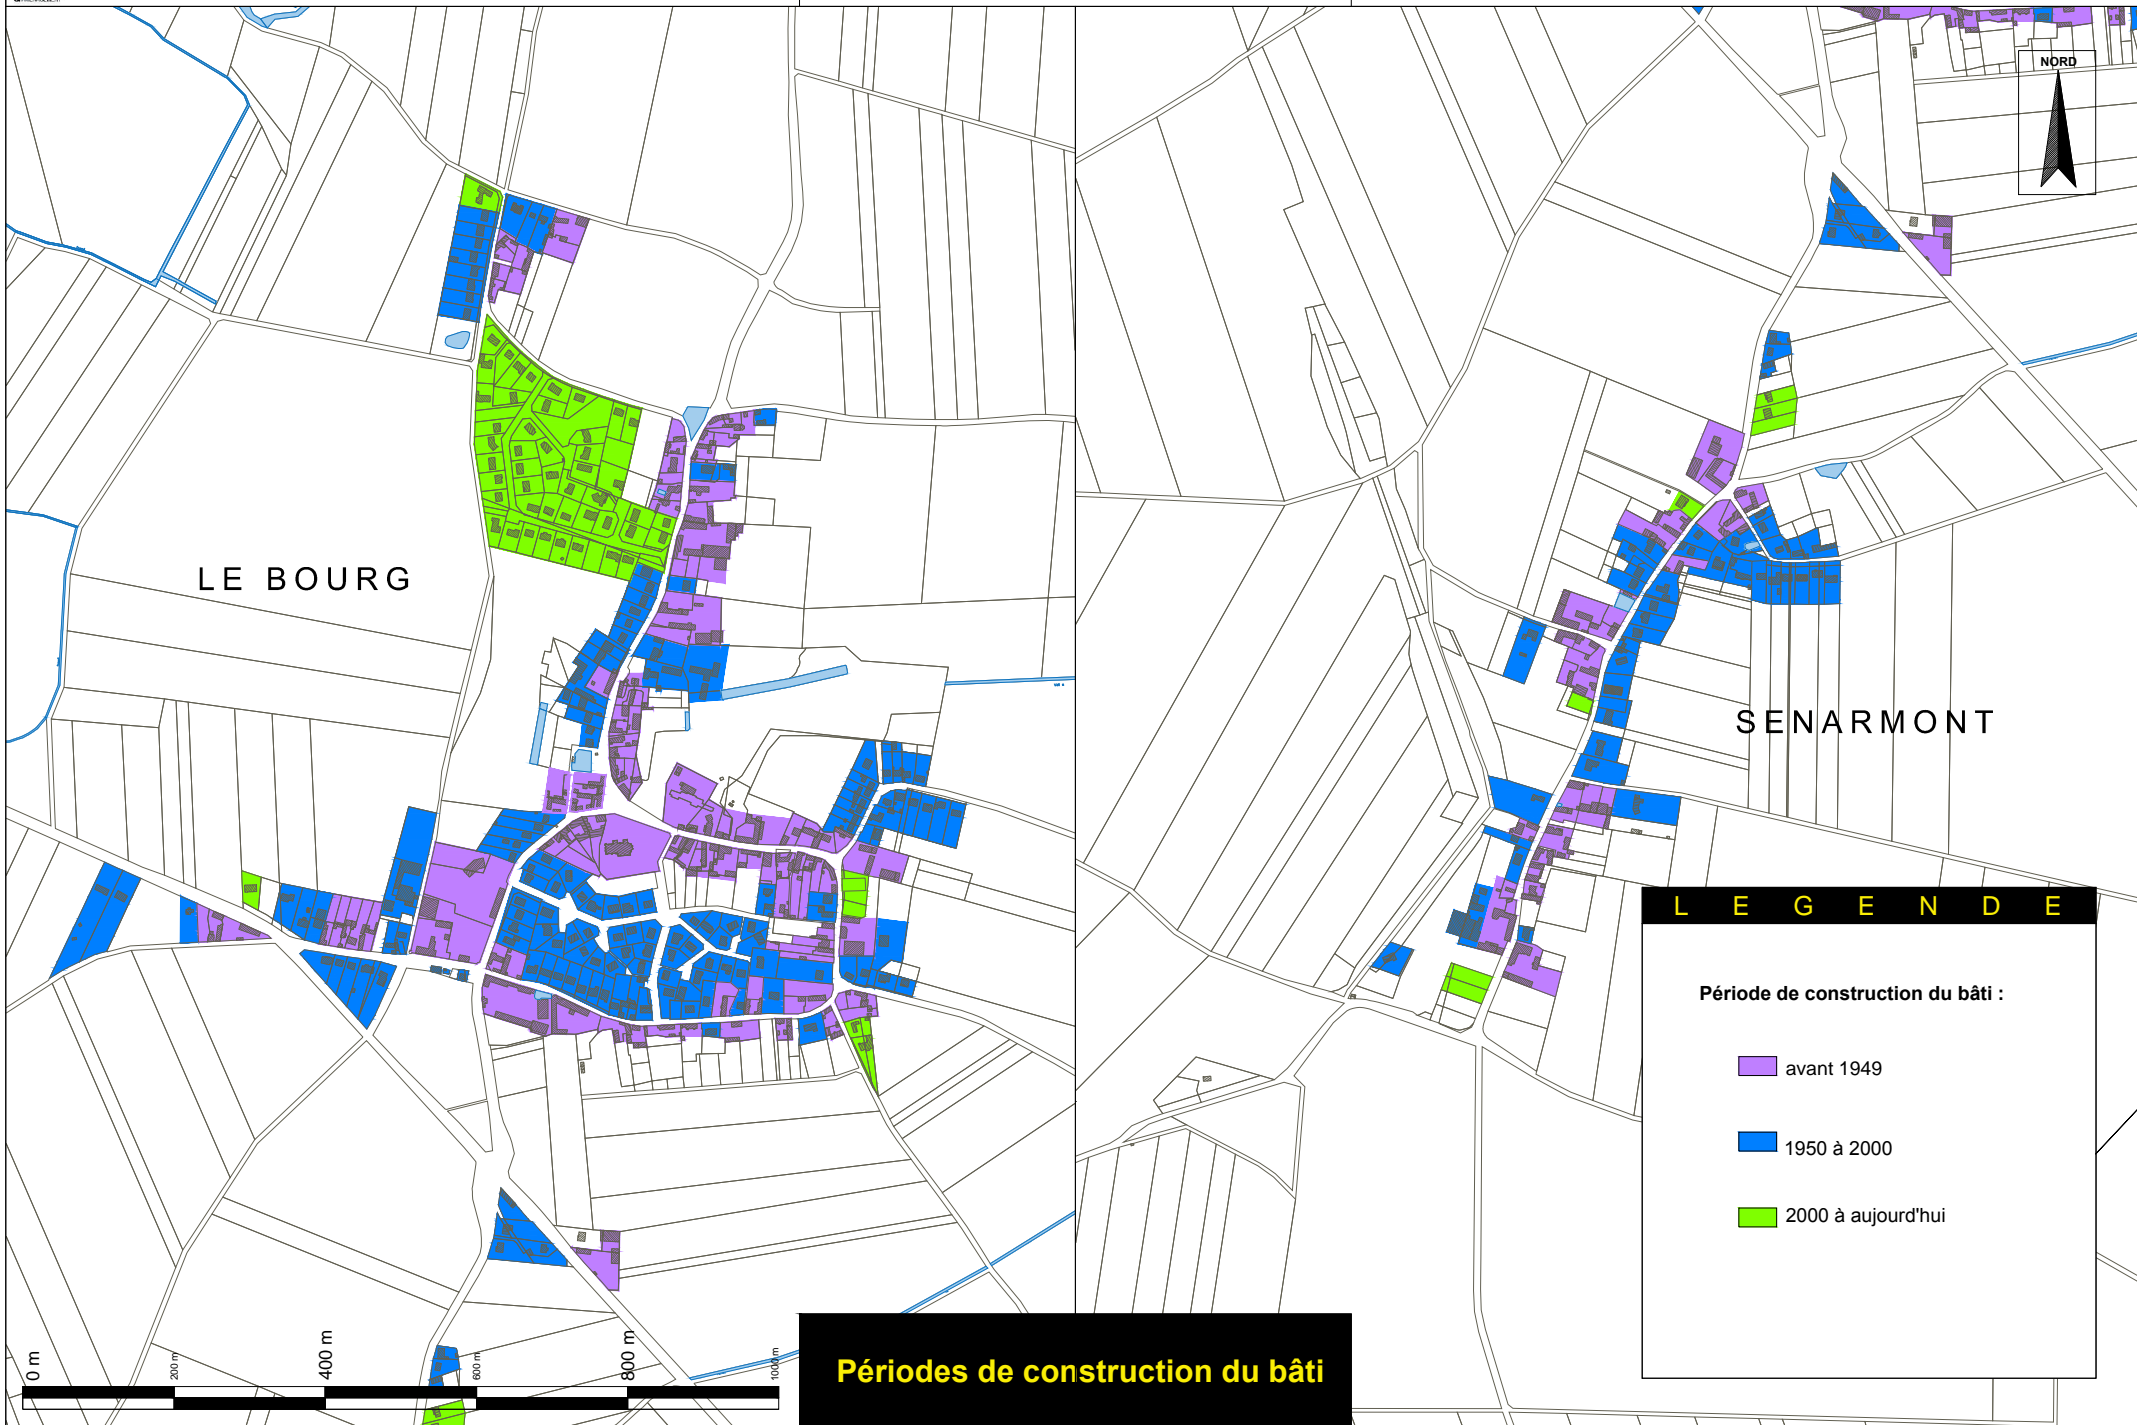 NORD
LE BOURG
SENARMONT
LEGENDE
Période de construction du bâti :
avant 1949
1950 à 2000
2000 à aujourd'hui
0 m
200 m
400 m
600 m
800 m
1000 m
Périodes de construction du bâti